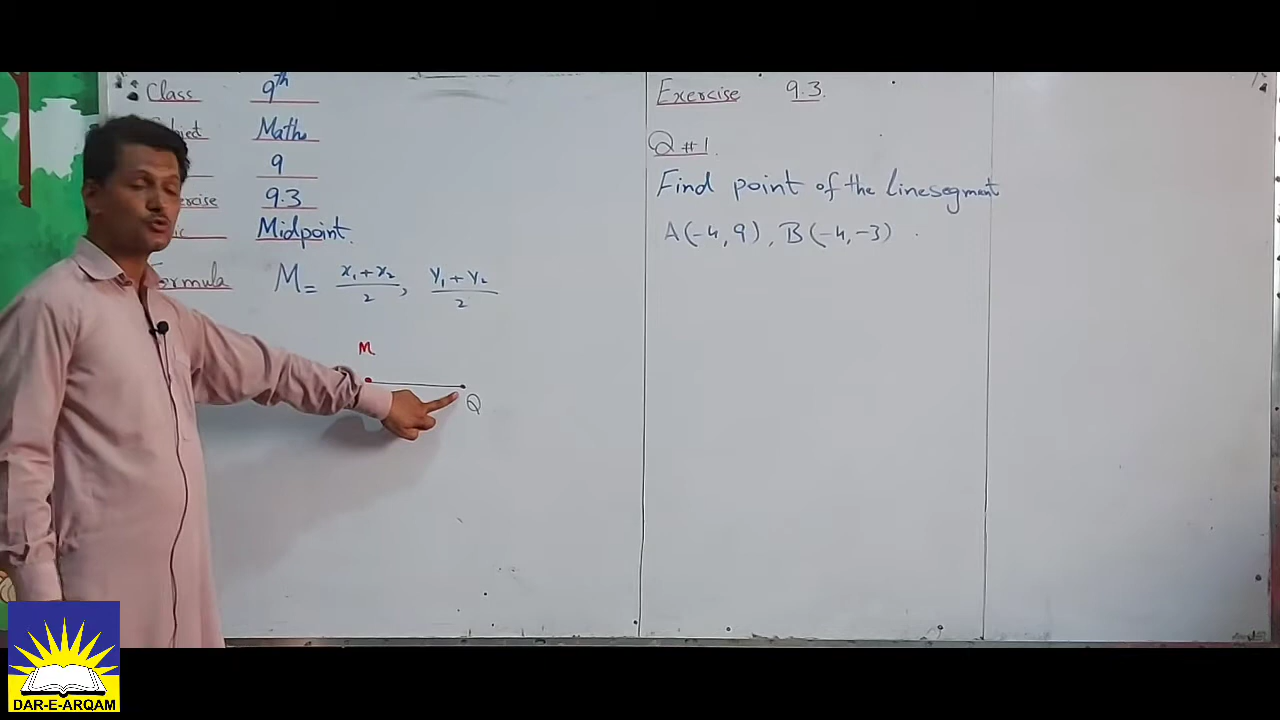 Class 9th
Maths
9
9.3
Midpoint.
Formula M = x₁+x₂/2, y₁+y₂/2
M
Q
Exercise 9.3.
Q #1.
Find point of the linesegment
A(-4, 9), B(-4, -3).
DAR-E-ARQAM